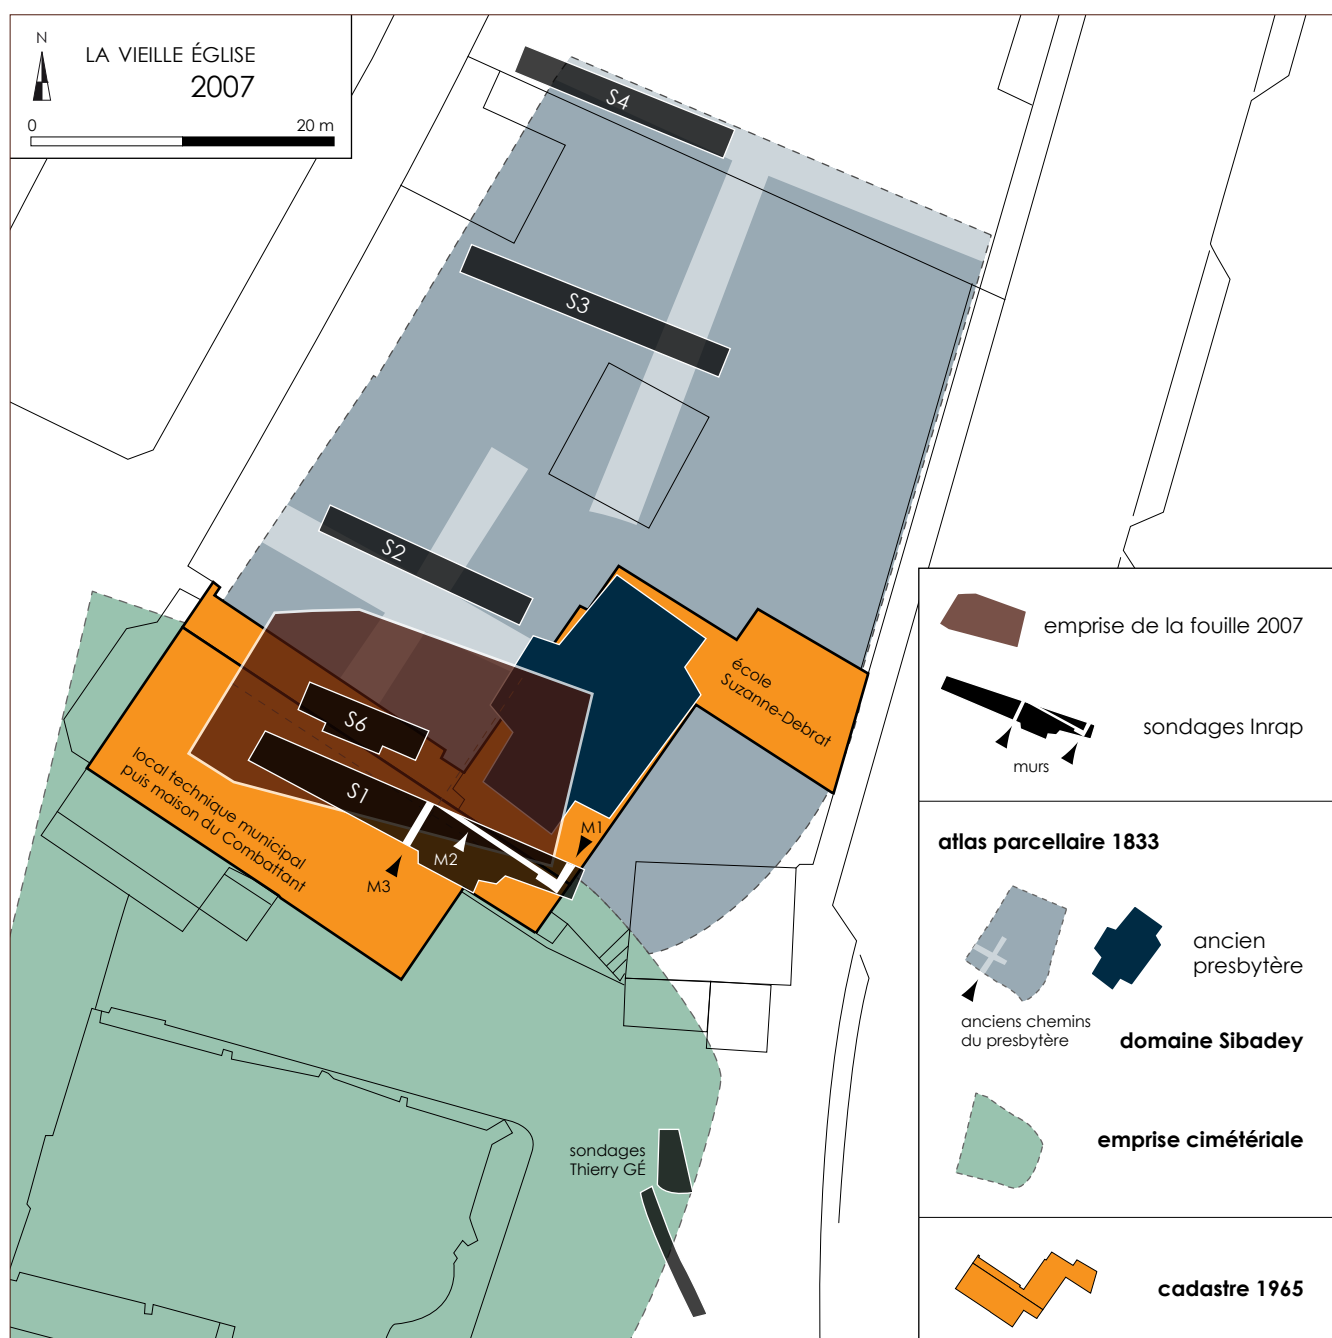 N
LA VIEILLE ÉGLISE
2007
0 20 m
S4
S3
S2
S6
S1
école
Suzanne-Debrat
local technique municipal
puis maison du Combattant
M1
M2
M3
sondages
Thierry GÉ
emprise de la fouille 2007
sondages Inrap
murs
atlas parcellaire 1833
ancien
presbytère
anciens chemins
du presbytère
domaine Sibadey
emprise cimétériale
cadastre 1965